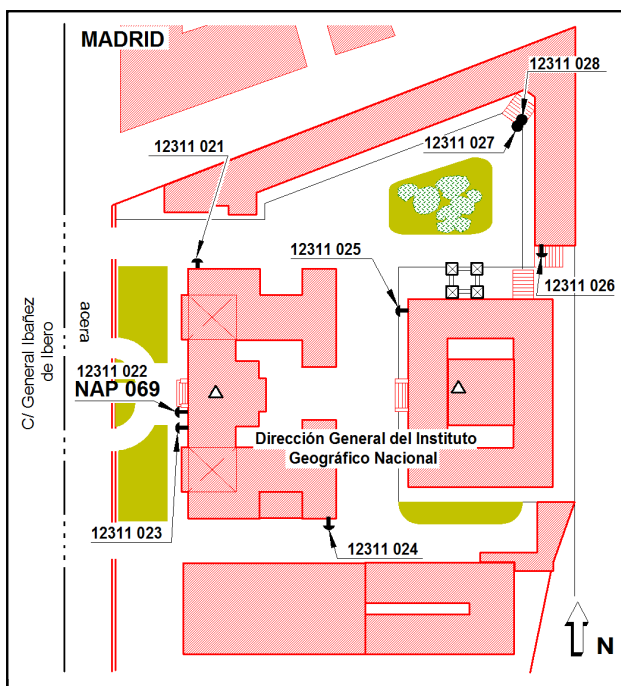 MADRID
12311 028
12311 027
12311 021
12311 025
12311 026
C/ General Ibañez
de Ibero
acera
12311 022
NAP 069
Dirección General del Instituto
Geográfico Nacional
12311 023
12311 024
N